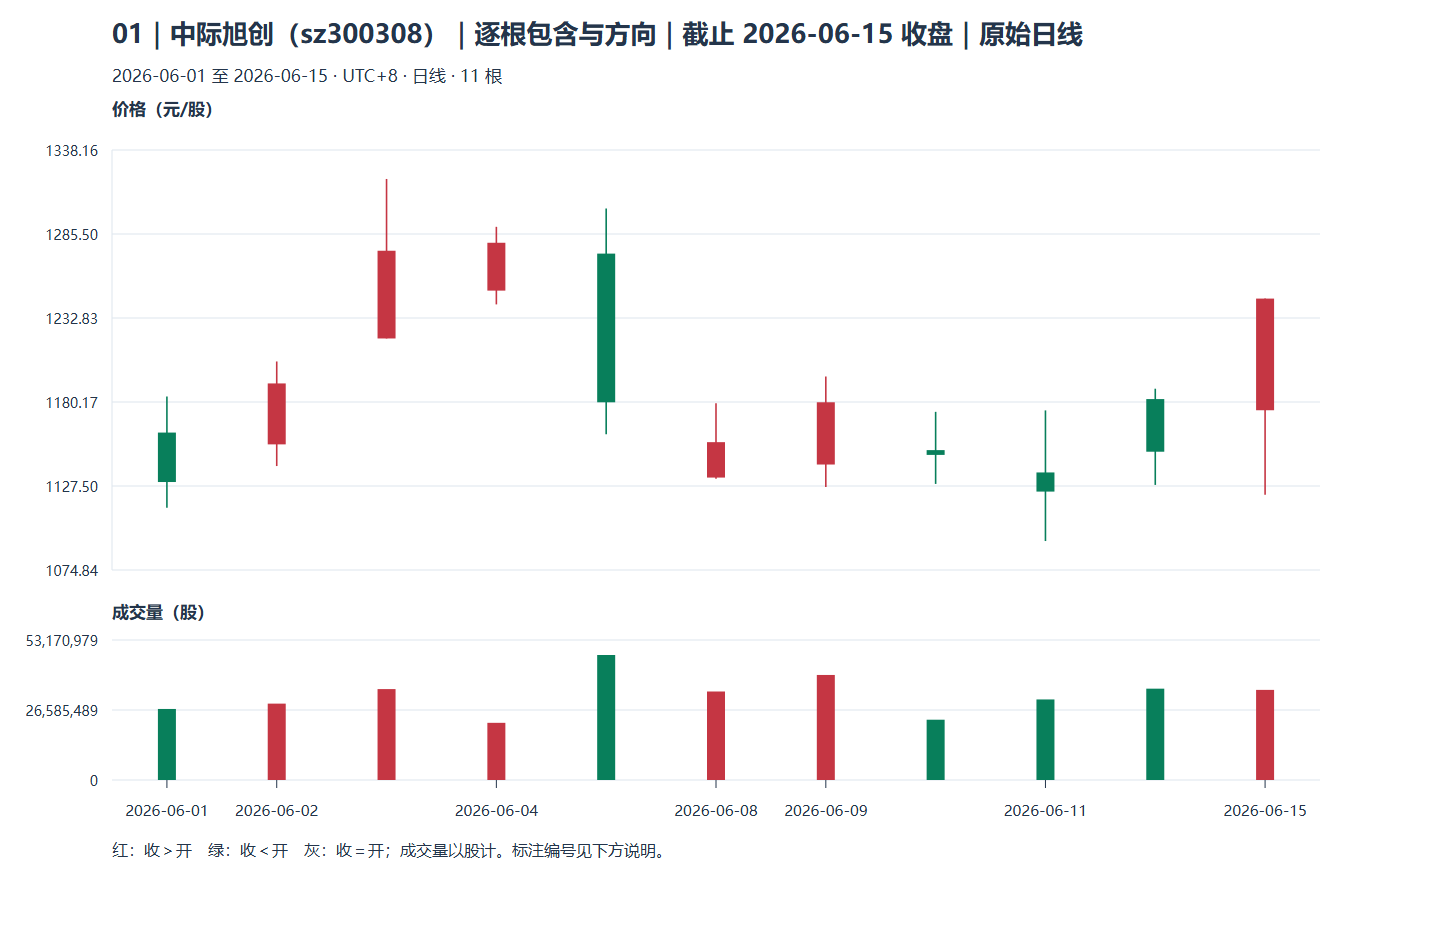 01｜中际旭创（sz300308）｜逐根包含与方向｜截止 2026-06-15 收盘｜原始日线
2026-06-01 至 2026-06-15 · UTC+8 · 日线 · 11 根
价格（元/股）
1338.16
1285.50
1232.83
1180.17
1127.50
1074.84
成交量（股）
53,170,979
26,585,489
0
2026-06-01 2026-06-02 2026-06-04 2026-06-08 2026-06-09 2026-06-11 2026-06-15
红：收 > 开　绿：收 < 开　灰：收 = 开；成交量以股计。标注编号见下方说明。